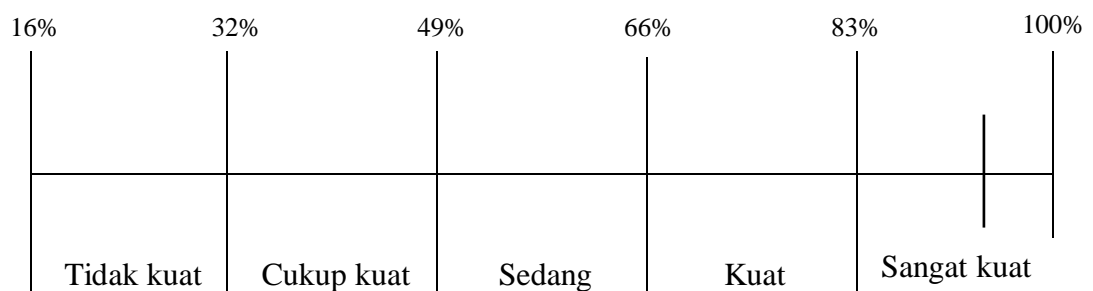 16% 32% 49% 66% 83% 100%
Tidak kuat Cukup kuat Sedang Kuat Sangat kuat